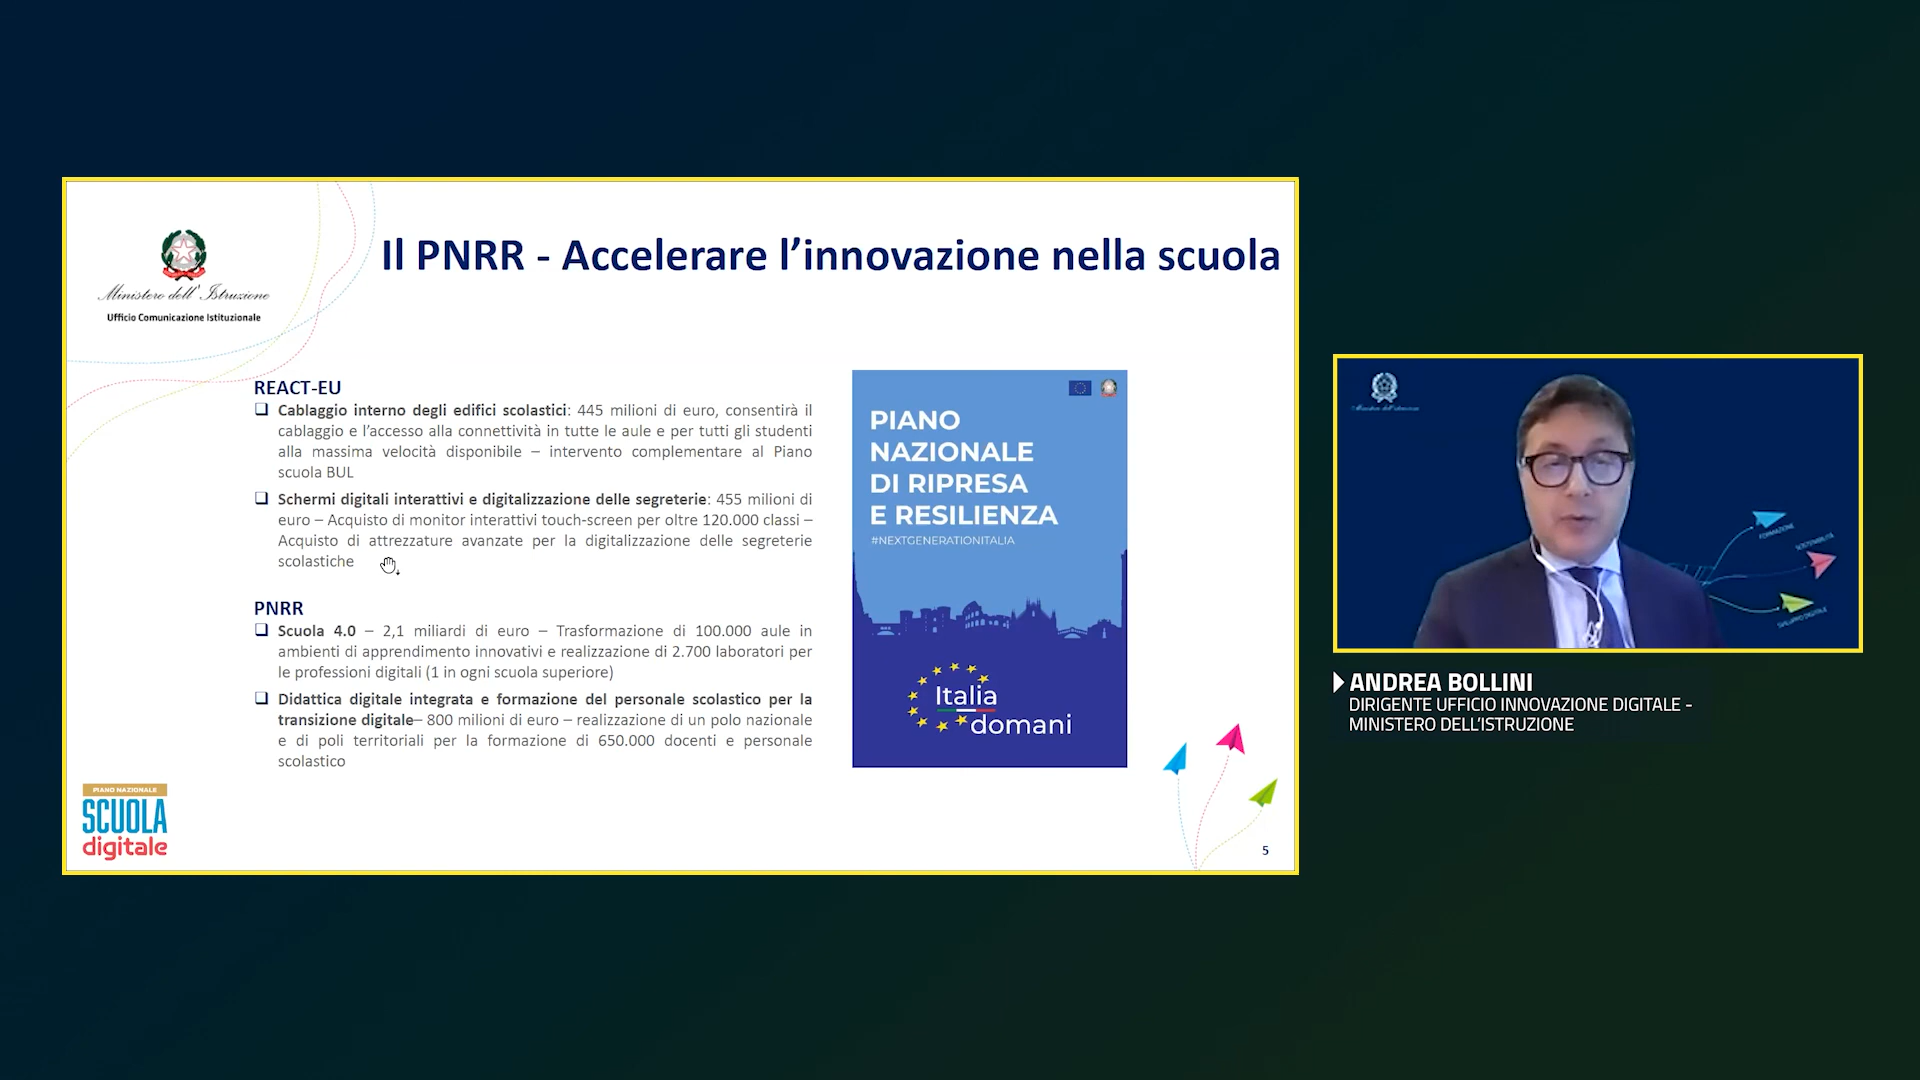 Il PNRR - Accelerare l’innovazione nella scuola
Ministero dell' Istruzione
Ufficio Comunicazione Istituzionale
REACT-EU
Cablaggio interno degli edifici scolastici: 445 milioni di euro, consentirà il
cablaggio e l’accesso alla connettività in tutte le aule e per tutti gli studenti
alla massima velocità disponibile – intervento complementare al Piano
scuola BUL
Schermi digitali interattivi e digitalizzazione delle segreterie: 455 milioni di
euro – Acquisto di monitor interattivi touch-screen per oltre 120.000 classi –
Acquisto di attrezzature avanzate per la digitalizzazione delle segreterie
scolastiche
PNRR
Scuola 4.0 – 2,1 miliardi di euro – Trasformazione di 100.000 aule in
ambienti di apprendimento innovativi e realizzazione di 2.700 laboratori per
le professioni digitali (1 in ogni scuola superiore)
Didattica digitale integrata e formazione del personale scolastico per la
transizione digitale– 800 milioni di euro – realizzazione di un polo nazionale
e di poli territoriali per la formazione di 650.000 docenti e personale
scolastico
PIANO
NAZIONALE
DI RIPRESA
E RESILIENZA
#NEXTGENERATIONITALIA
Italia
domani
PIANO NAZIONALE
SCUOLA
digitale
5
Ministero dell'Istruzione
FORMAZIONE
SOSTENIBILITÀ
ANDREA BOLLINI
DIRIGENTE UFFICIO INNOVAZIONE DIGITALE -
MINISTERO DELL’ISTRUZIONE